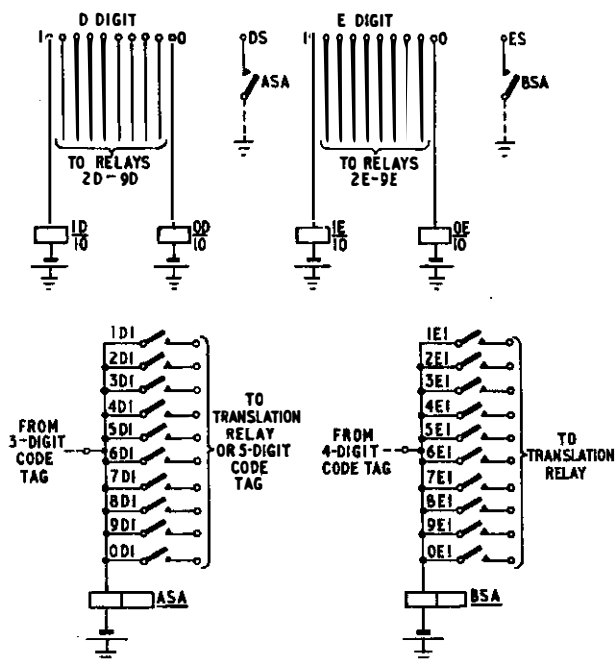 D DIGIT
1
0
DS
ASA
TO RELAYS
2D-9D
1D
10
0D
10
E DIGIT
1
0
ES
BSA
TO RELAYS
2E-9E
1E
10
0E
10
1D1
2D1
3D1
4D1
5D1
6D1
7D1
8D1
9D1
0D1
FROM
3-DIGIT
CODE
TAG
TO
TRANSLATION
RELAY
OR 5-DIGIT
CODE
TAG
ASA
1E1
2E1
3E1
4E1
5E1
6E1
7E1
8E1
9E1
0E1
FROM
4-DIGIT
CODE TAG
TO
TRANSLATION
RELAY
BSA